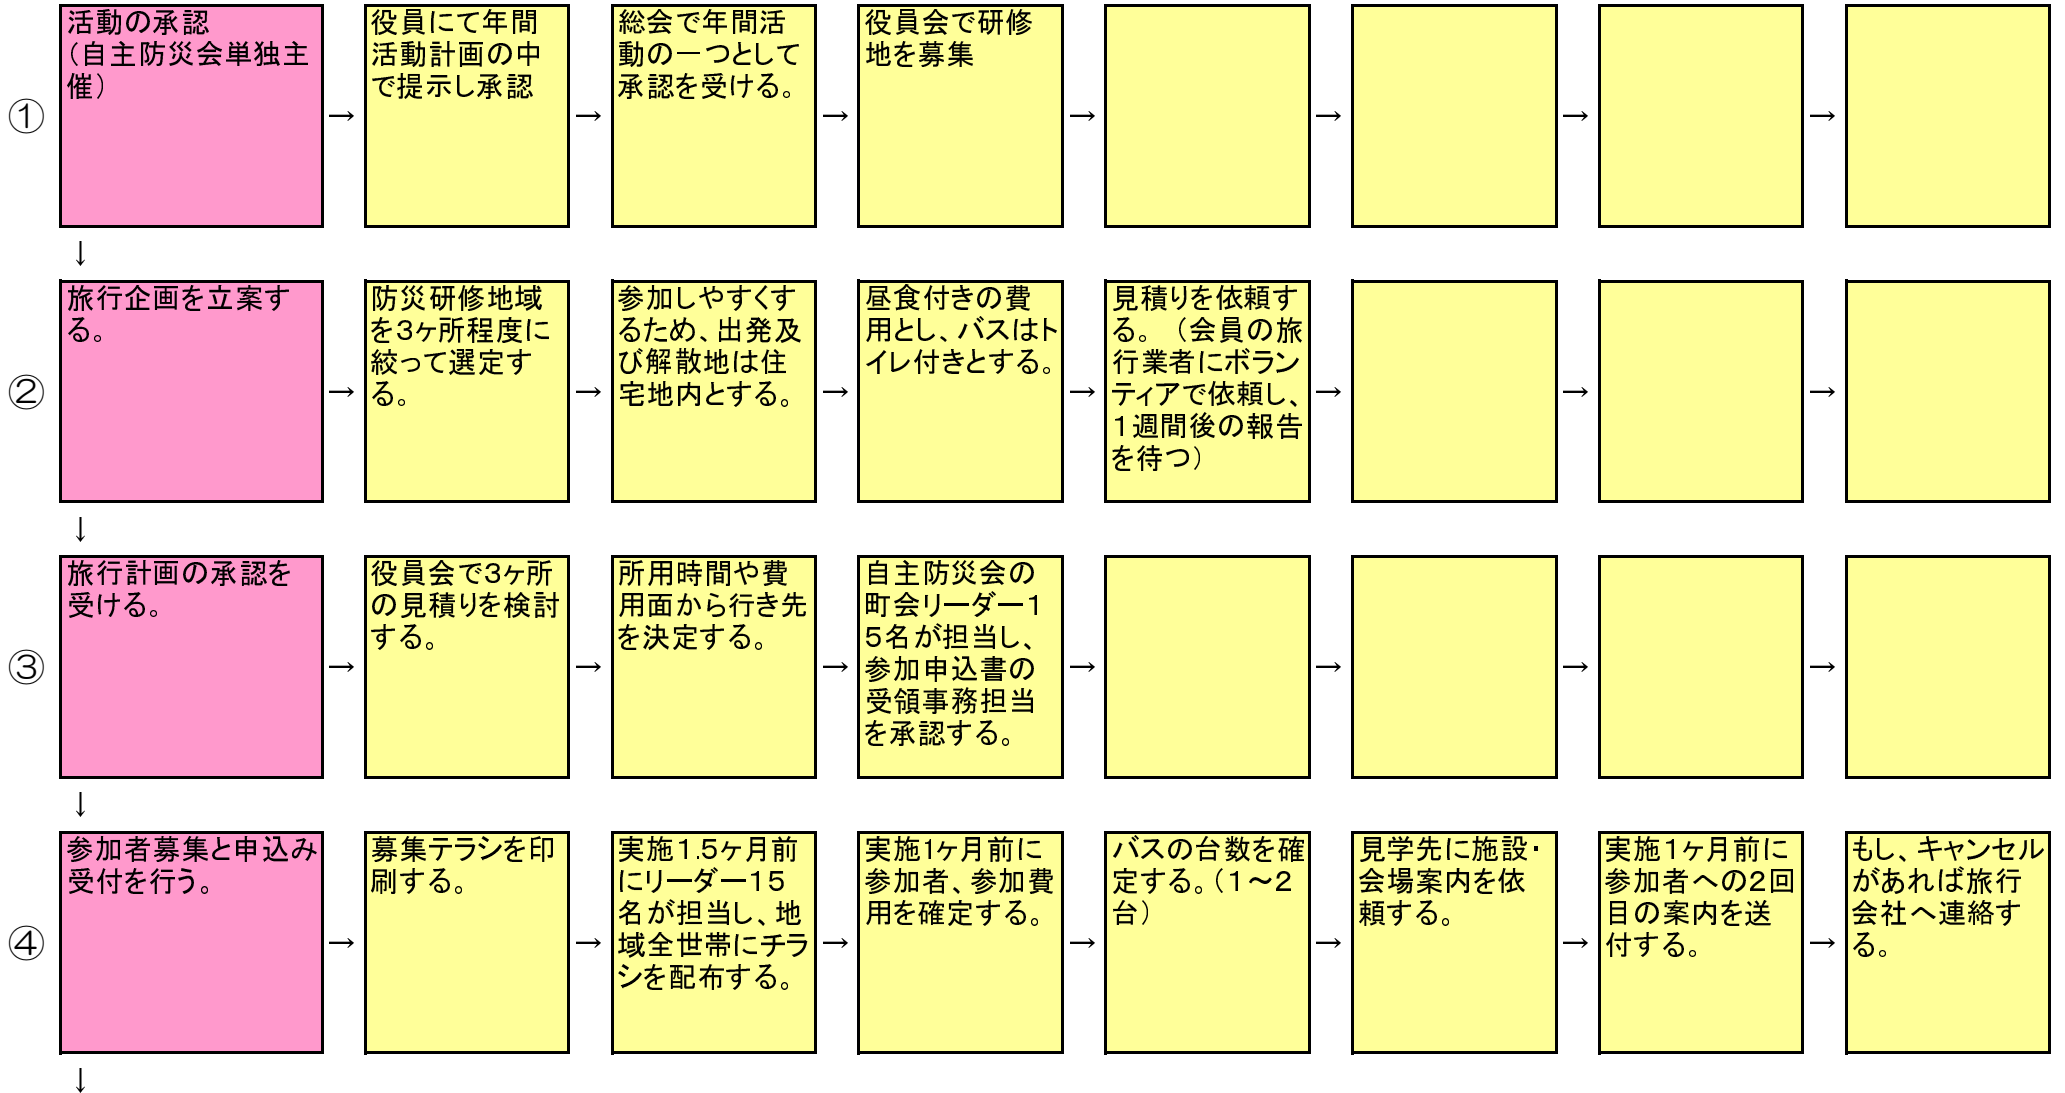 ①
活動の承認
（自主防災会単独主
催）
→
役員にて年間
活動計画の中
で提示し承認
→
総会で年間活
動の一つとして
承認を受ける。
→
役員会で研修
地を募集
→
→
→
→
↓
②
旅行企画を立案す
る。
→
防災研修地域
を３ヶ所程度に
絞って選定す
る。
→
参加しやすくす
るため、出発及
び解散地は住
宅地内とする。
→
昼食付きの費
用とし、バスはト
イレ付きとする。
→
見積りを依頼す
る。（会員の旅
行業者にボラン
ティアで依頼し、
１週間後の報告
を待つ）
→
→
→
↓
③
旅行計画の承認を
受ける。
→
役員会で３ヶ所
の見積りを検討
する。
→
所用時間や費
用面から行き先
を決定する。
→
自主防災会の
町会リーダー１
５名が担当し、
参加申込書の
受領事務担当
を承認する。
→
→
→
→
↓
④
参加者募集と申込み
受付を行う。
→
募集テラシを印
刷する。
→
実施１.５ヶ月前
にリーダー１５
名が担当し、地
域全世帯にチラ
シを配布する。
→
実施１ヶ月前に
参加者、参加費
用を確定する。
→
バスの台数を確
定する。（１～２
台）
→
見学先に施設・
会場案内を依
頼する。
→
実施１ヶ月前に
参加者への２回
目の案内を送
付する。
→
もし、キャンセル
があれば旅行
会社へ連絡す
る。
↓